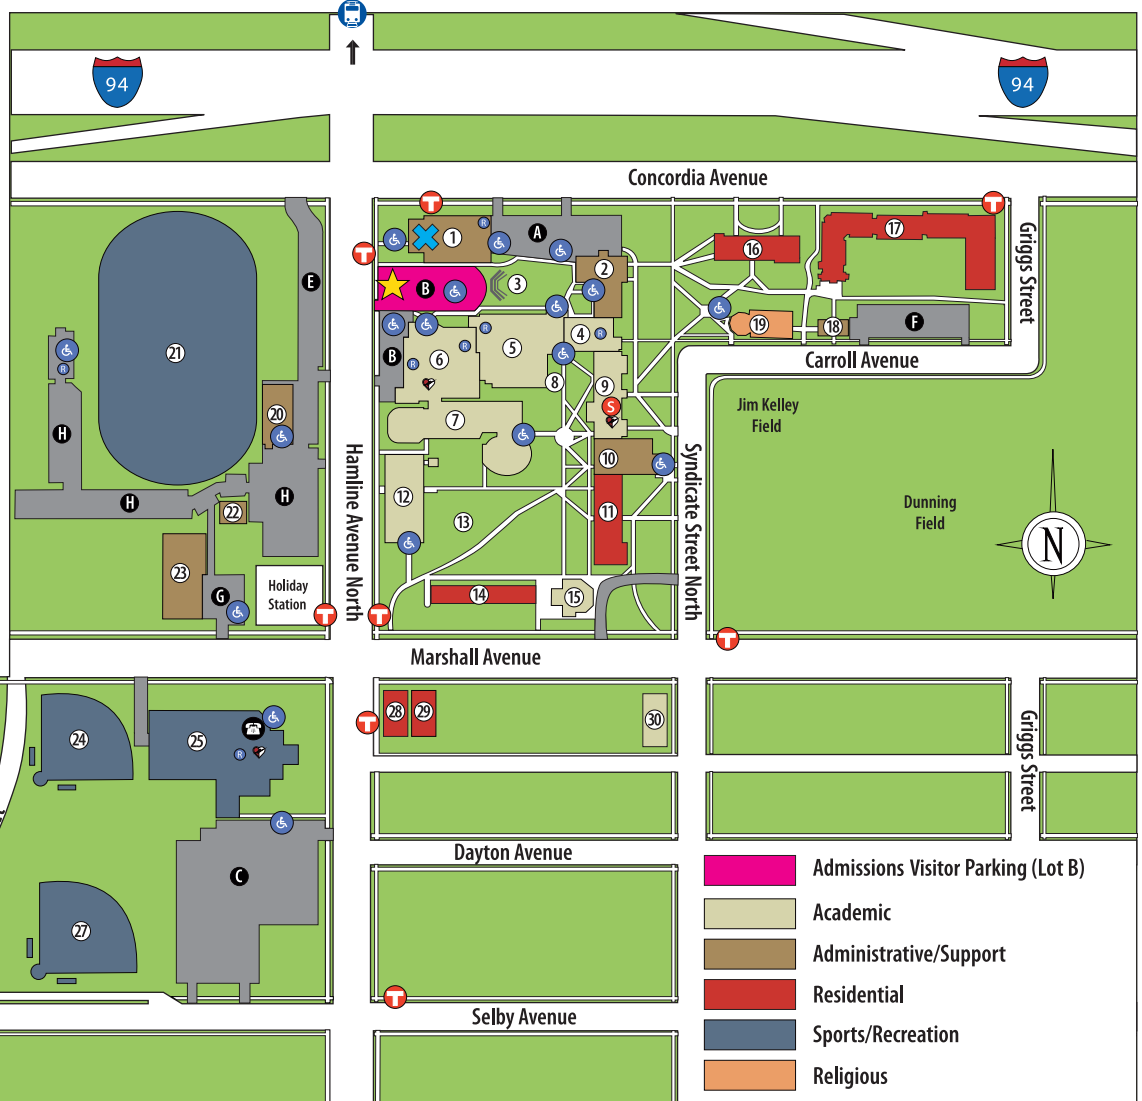 94
94
Concordia Avenue
T
T
T
1
R
A
16
17
Griggs Street
2
E
B
3
F
18
19
4
R
R
5
6
R
B
21
R
Carroll Avenue
8
9
S
7
20
Jim Kelley
Field
H
10
H
H
12
Hamline Avenue North
Syndicate Street North
22
11
13
Dunning
Field
N
23
G
Holiday
Station
14
15
T
T
T
Marshall Avenue
28
29
30
T
24
25
R
Griggs Street
Dayton Avenue
C
27
T
Selby Avenue
Admissions Visitor Parking (Lot B)
Academic
Administrative/Support
Residential
Sports/Recreation
Religious